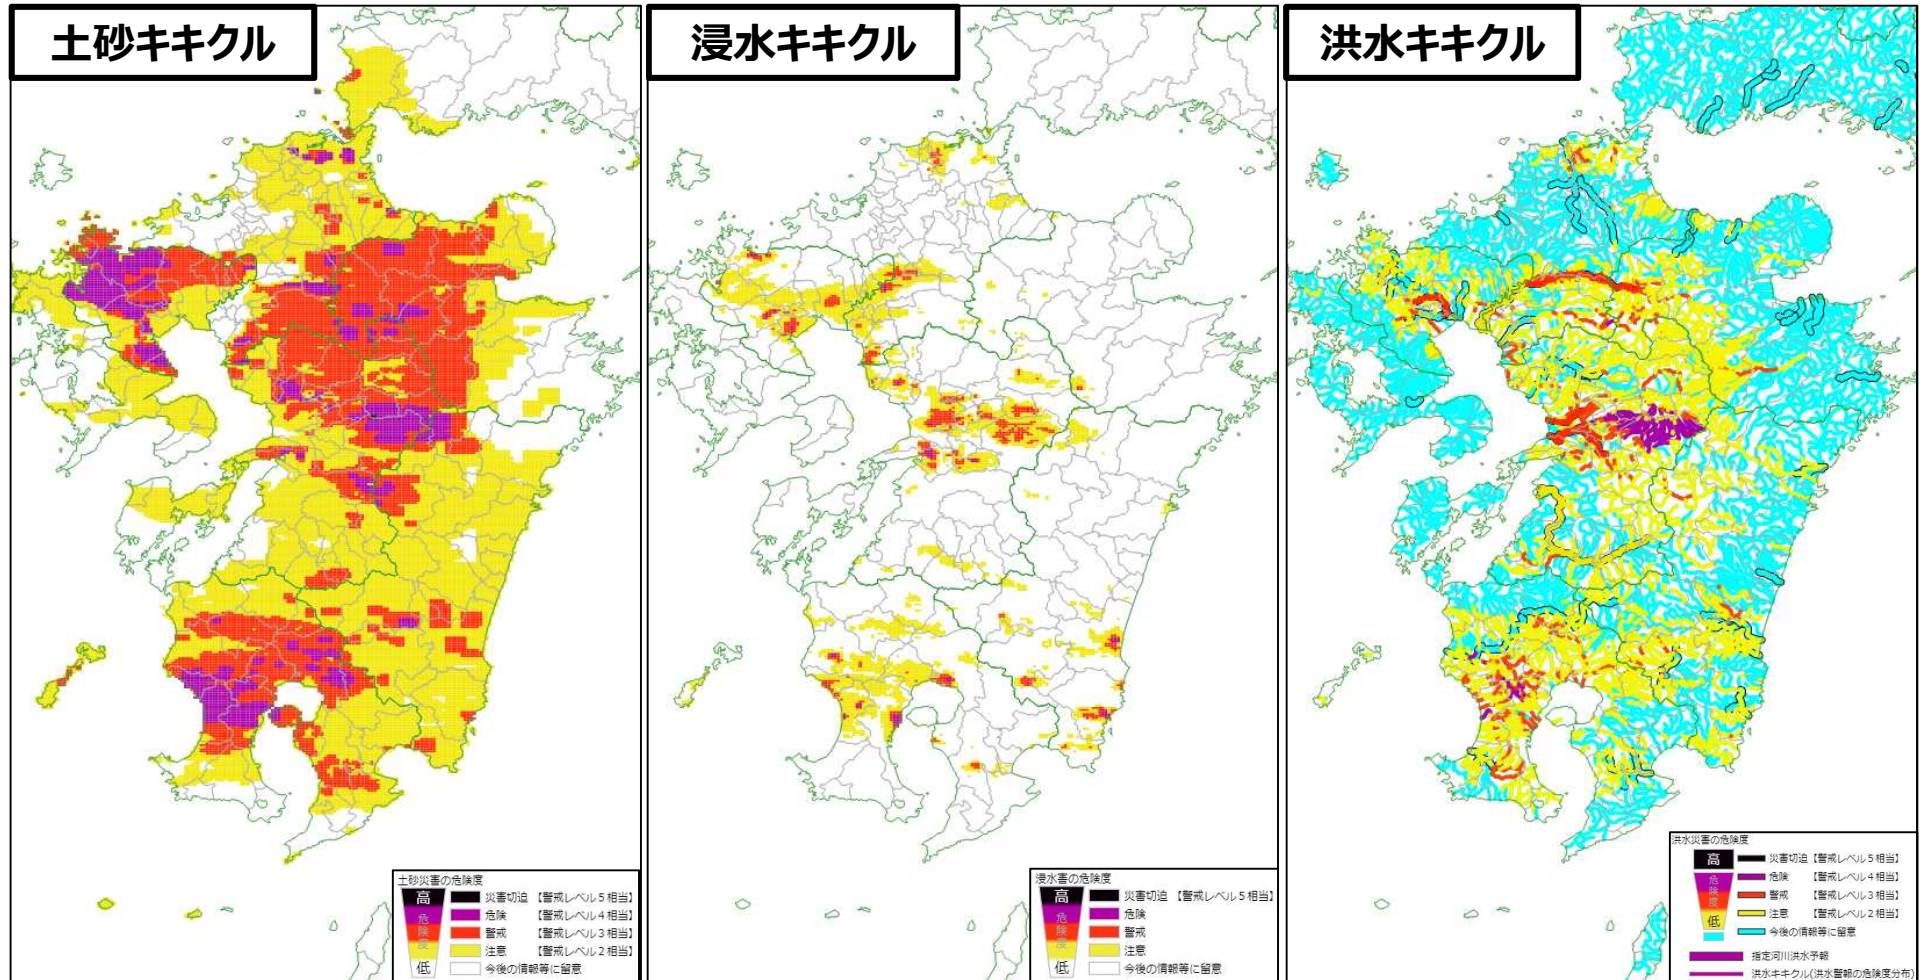 土砂キキクル
浸水キキクル
洪水キキクル
土砂災害の危険度
高
危険度
低
災害切迫 【警戒レベル5相当】
危険 【警戒レベル4相当】
警戒 【警戒レベル3相当】
注意 【警戒レベル2相当】
今後の情報等に留意
浸水害の危険度
高
危険度
低
災害切迫 【警戒レベル5相当】
危険
警戒
注意
今後の情報等に留意
洪水災害の危険度
高
危険度
低
災害切迫 【警戒レベル5相当】
危険 【警戒レベル4相当】
警戒 【警戒レベル3相当】
注意 【警戒レベル2相当】
今後の情報等に留意
指定河川洪水予報
洪水キキクル(洪水警報の危険度分布)